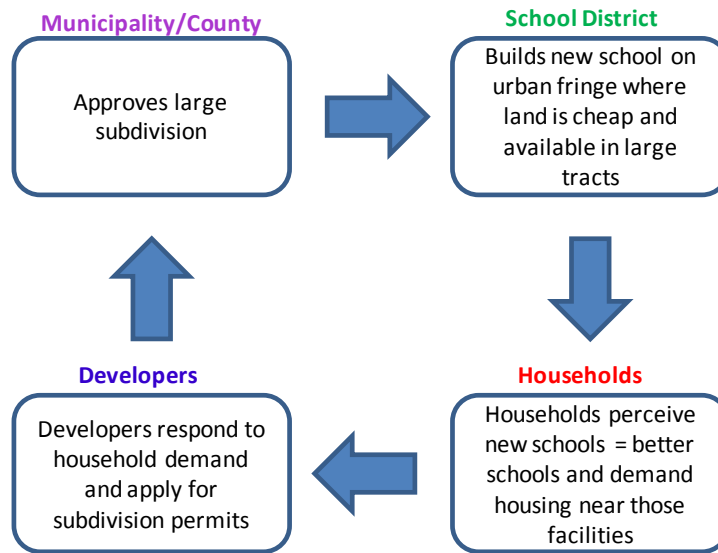 Municipality/County
Approves large
subdivision
School District
Builds new school on
urban fringe where
land is cheap and
available in large
tracts
Developers
Developers respond to
household demand
and apply for
subdivision permits
Households
Households perceive
new schools = better
schools and demand
housing near those
facilities